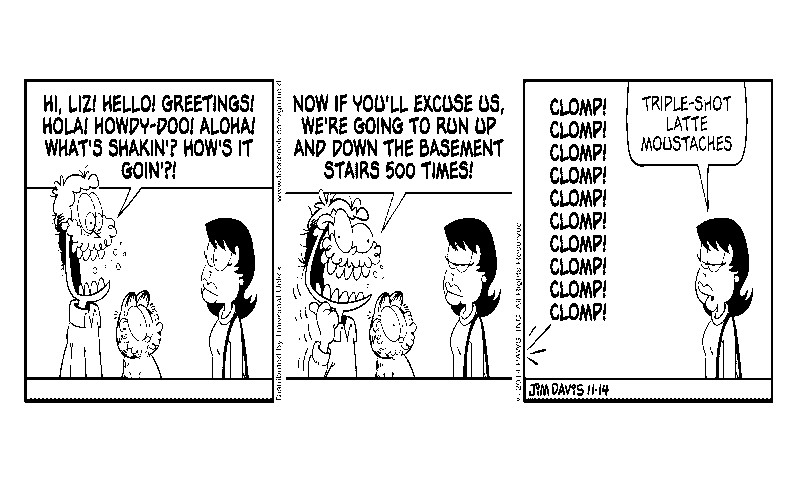 HI, LIZ! HELLO! GREETINGS!
HOLA! HOWDY-DOO! ALOHA!
WHAT'S SHAKIN'? HOW'S IT
GOIN'?!
NOW IF YOU'LL EXCUSE US,
WE'RE GOING TO RUN UP
AND DOWN THE BASEMENT
STAIRS 500 TIMES!
CLOMP!
CLOMP!
CLOMP!
CLOMP!
CLOMP!
CLOMP!
CLOMP!
CLOMP!
CLOMP!
CLOMP!
TRIPLE-SHOT
LATTE
MOUSTACHES
JIM DAVIS 11-14